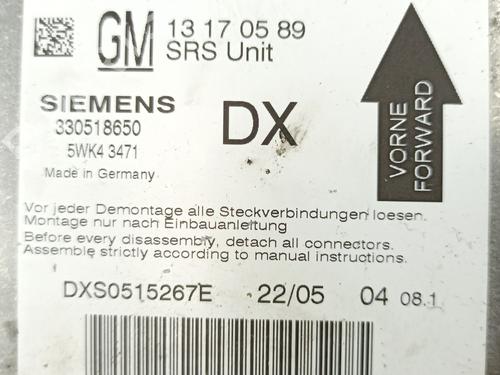 GM 13 17 05 89
SRS Unit
SIEMENS
330518650
5WK4 3471
Made in Germany
DX
VORNE
FORWARD
Vor jeder Demontage alle Steckverbindungen loesen.
Montage nur nach Einbauanleitung
Before every disassembly, detach all connectors.
Assemble strictly according to manual instructions.
DXS0515267E 22/05 04 08.1